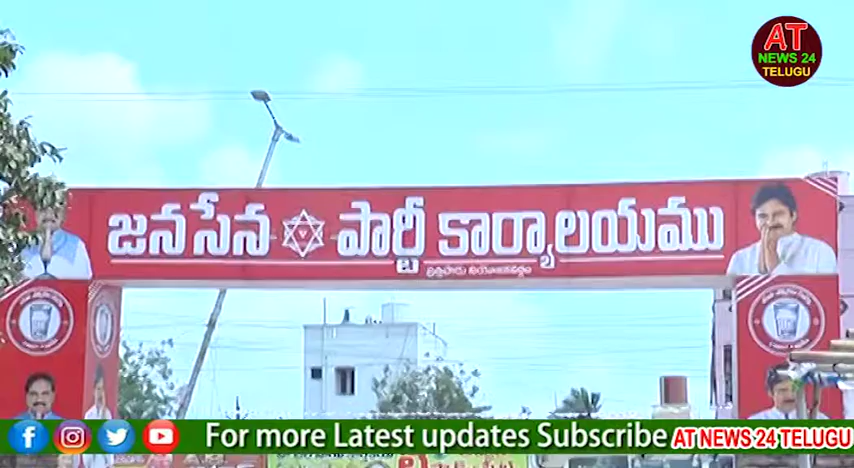 AT
NEWS 24
TELUGU
జనసేన పార్టీ కార్యాలయము
For more Latest updates Subscribe AT NEWS 24 TELUGU